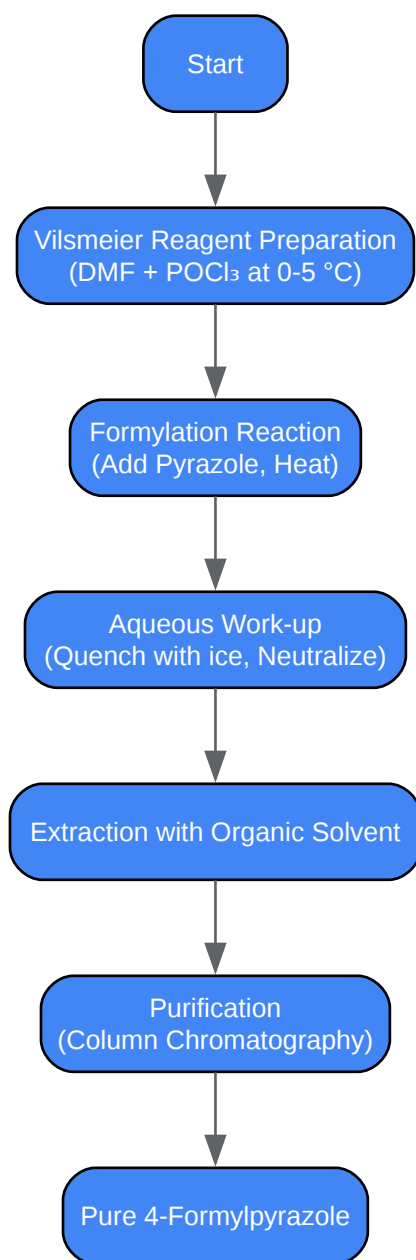 Start
Vilsmeier Reagent Preparation
(DMF + POCl₃ at 0-5 °C)
Formylation Reaction
(Add Pyrazole, Heat)
Aqueous Work-up
(Quench with ice, Neutralize)
Extraction with Organic Solvent
Purification
(Column Chromatography)
Pure 4-Formylpyrazole